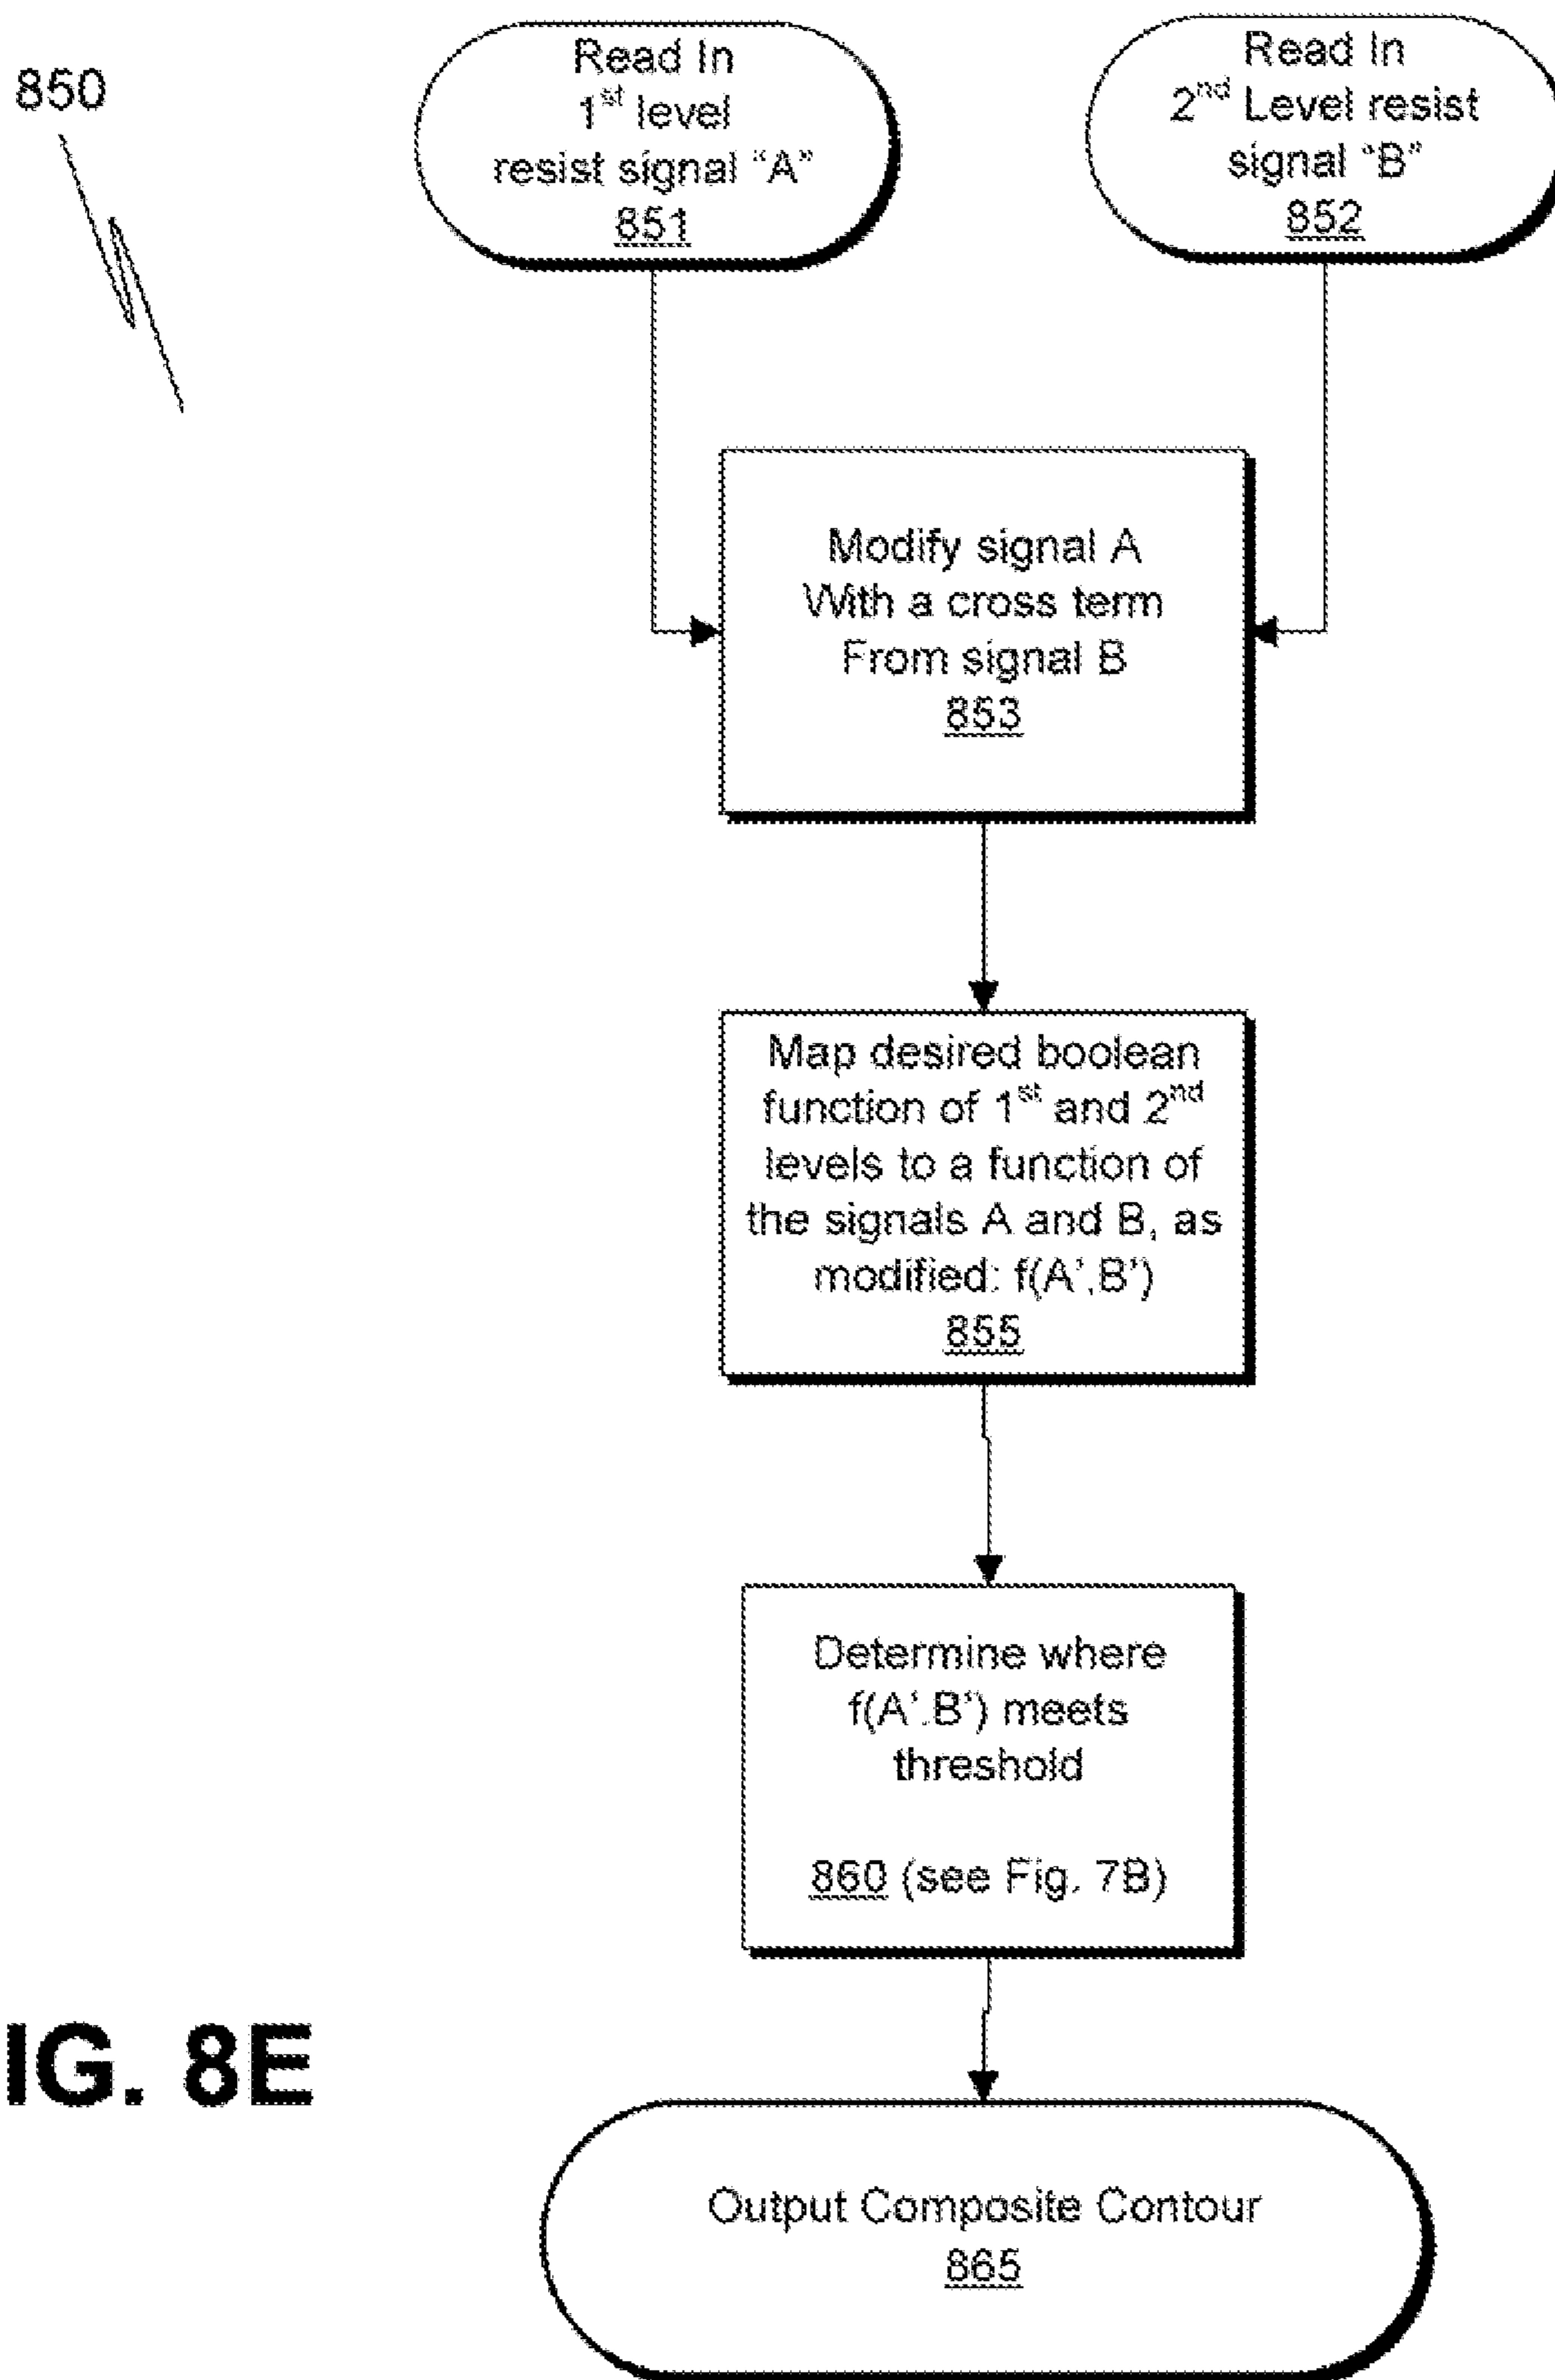 850
Read In
1st level
resist signal “A”
851
Read In
2nd Level resist
signal “B”
852
Modify signal A
With a cross term
From signal B
853
Map desired boolean
function of 1st and 2nd
levels to a function of
the signals A and B, as
modified: f(A’,B’)
855
Determine where
f(A’,B’) meets
threshold
860 (see Fig. 7B)
IG. 8E
Output Composite Contour
865